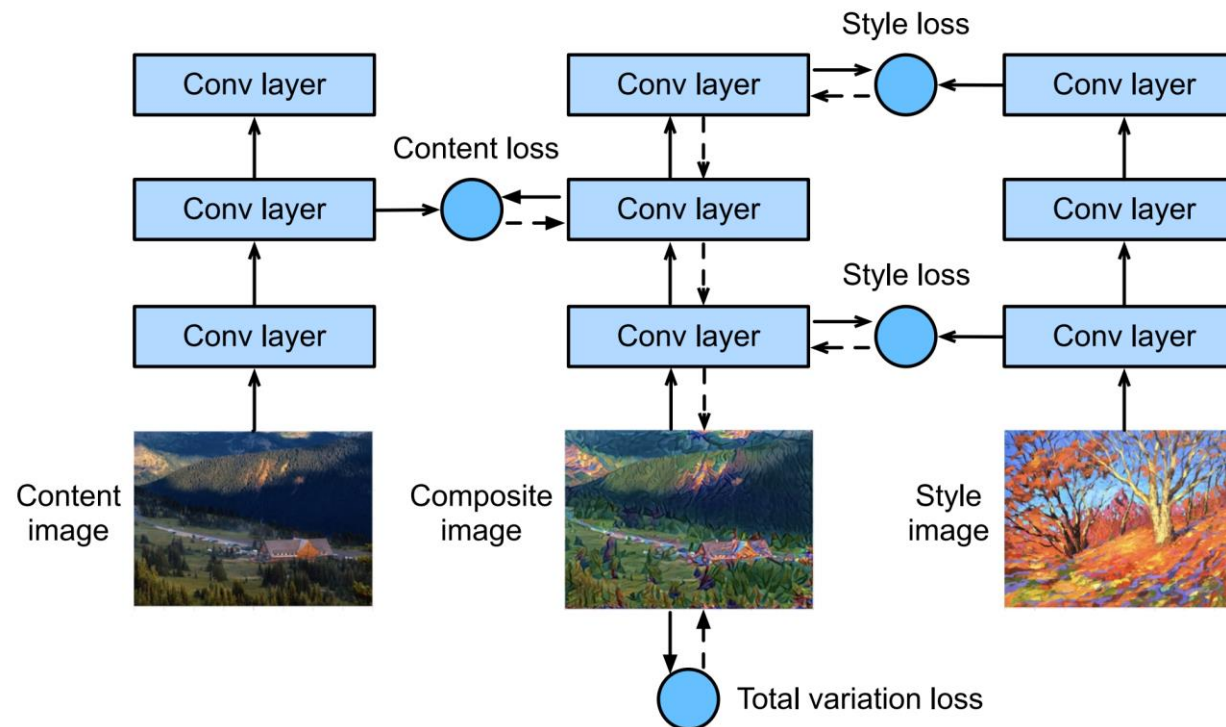 Style loss
Conv layer
Conv layer
Conv layer
Content loss
Conv layer
Conv layer
Conv layer
Style loss
Conv layer
Conv layer
Conv layer
Content
image
Composite
image
Style
image
Total variation loss